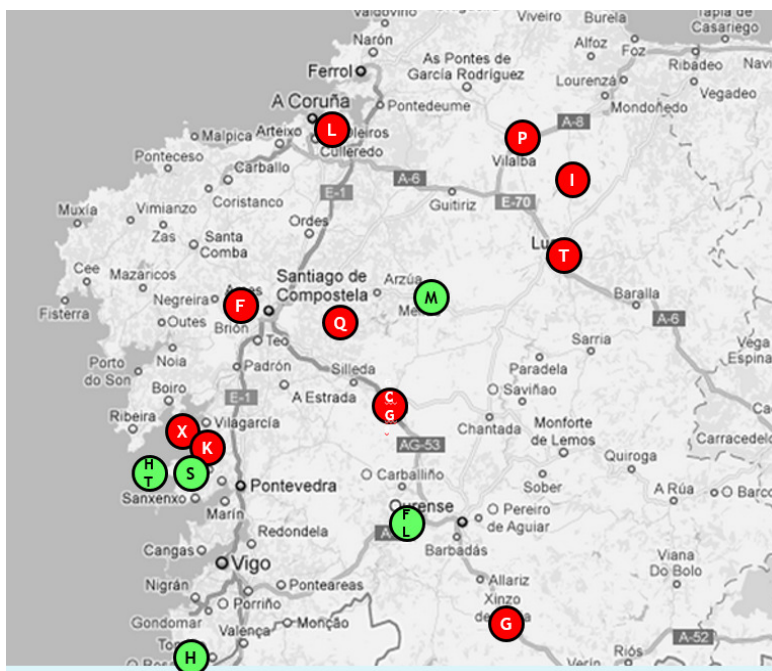 Valdoviño
Viveiro
Burela
Tapia de
Casariego
Narón
Ferrol
As Pontes de
García Rodríguez
Alfoz
Foz
Ribadeo
Lourenzá
Vegadeo
A Coruña
Pontedeume
Mondoñedo
A-8
Malpica
Arteixo
L
P
Culleredo
Vilalba
Ponteceso
Carballo
A-6
I
Coristanco
E-1
Guitiriz
E-70
Muxía
Vimianzo
Zas
Santa
Comba
Ordes
T
Cee
Mazaricos
Santiago de
Compostela
Arzúa
M
Negreira
F
Baralla
Fisterra
Outes
Brión
Q
A-6
Teo
Sarria
Noia
Paradela
Vega
Espina
Porto
do Son
Padrón
Silleda
Boiro
E-1
A Estrada
O Saviñao
C
G
Ribeira
Vilagarcía
Chantada
Monforte
de Lemos
X
K
AG-53
Carracedelo
Quiroga
H
T
S
O Carballiño
Sober
Sanxenxo
Pontevedra
A Rúa
O Barco
Marín
F
L
O Pereiro
de Aguiar
Redondela
Barbadás
Cangas
Vigo
Viana
Do Bolo
Nigrán
Ponteareas
Allariz
Porriño
Xinzo
Gondomar
G
Monção
Valença
A-52
Riós
H
Verín